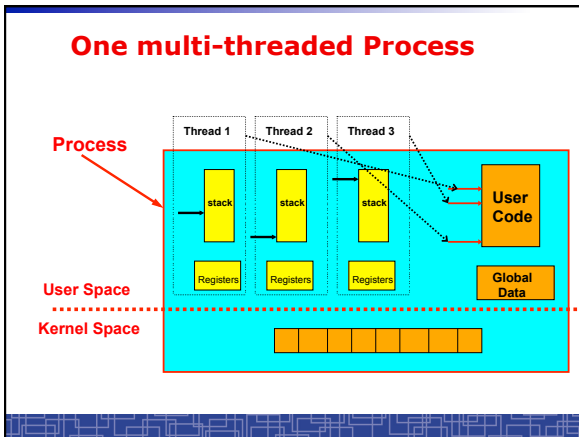 One multi-threaded Process
Thread 1
Thread 2
Thread 3
Process
stack
stack
stack
User
Code
Registers
Registers
Registers
Global
Data
User Space
Kernel Space